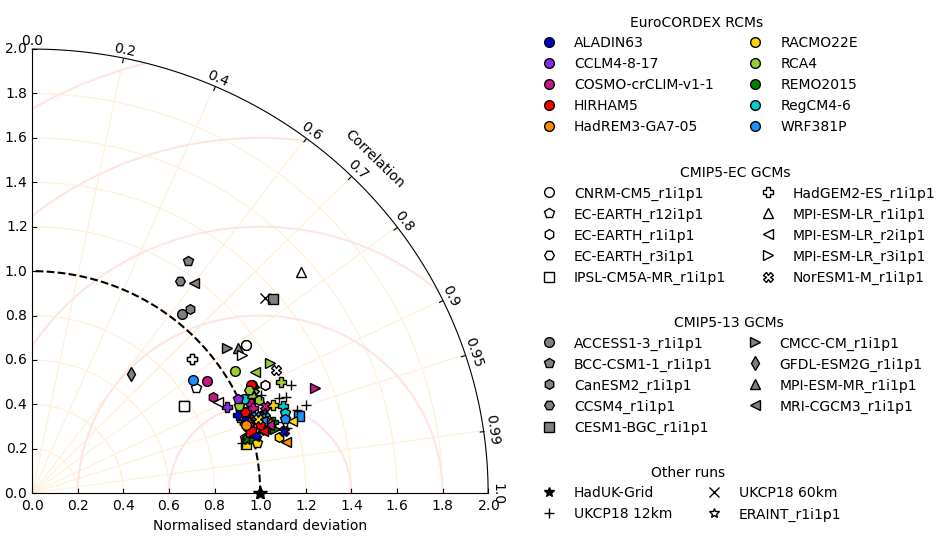 0.0
0.2
0.4
0.6
0.7
0.8
0.9
0.95
0.99
1.0
Correlation
2.0
1.8
1.6
1.4
1.2
1.0
0.8
0.6
0.4
0.2
0.0
0.0 0.2 0.4 0.6 0.8 1.0 1.2 1.4 1.6 1.8 2.0
Normalised standard deviation
EuroCORDEX RCMs
ALADIN63 RACMO22E
CCLM4-8-17 RCA4
COSMO-crCLIM-v1-1 REMO2015
HIRHAM5 RegCM4-6
HadREM3-GA7-05 WRF381P
CMIP5-EC GCMs
CNRM-CM5_r1i1p1 HadGEM2-ES_r1i1p1
EC-EARTH_r12i1p1 MPI-ESM-LR_r1i1p1
EC-EARTH_r1i1p1 MPI-ESM-LR_r2i1p1
EC-EARTH_r3i1p1 MPI-ESM-LR_r3i1p1
IPSL-CM5A-MR_r1i1p1 NorESM1-M_r1i1p1
CMIP5-13 GCMs
ACCESS1-3_r1i1p1 CMCC-CM_r1i1p1
BCC-CSM1-1_r1i1p1 GFDL-ESM2G_r1i1p1
CanESM2_r1i1p1 MPI-ESM-MR_r1i1p1
CCSM4_r1i1p1 MRI-CGCM3_r1i1p1
CESM1-BGC_r1i1p1
Other runs
HadUK-Grid UKCP18 60km
UKCP18 12km ERAINT_r1i1p1